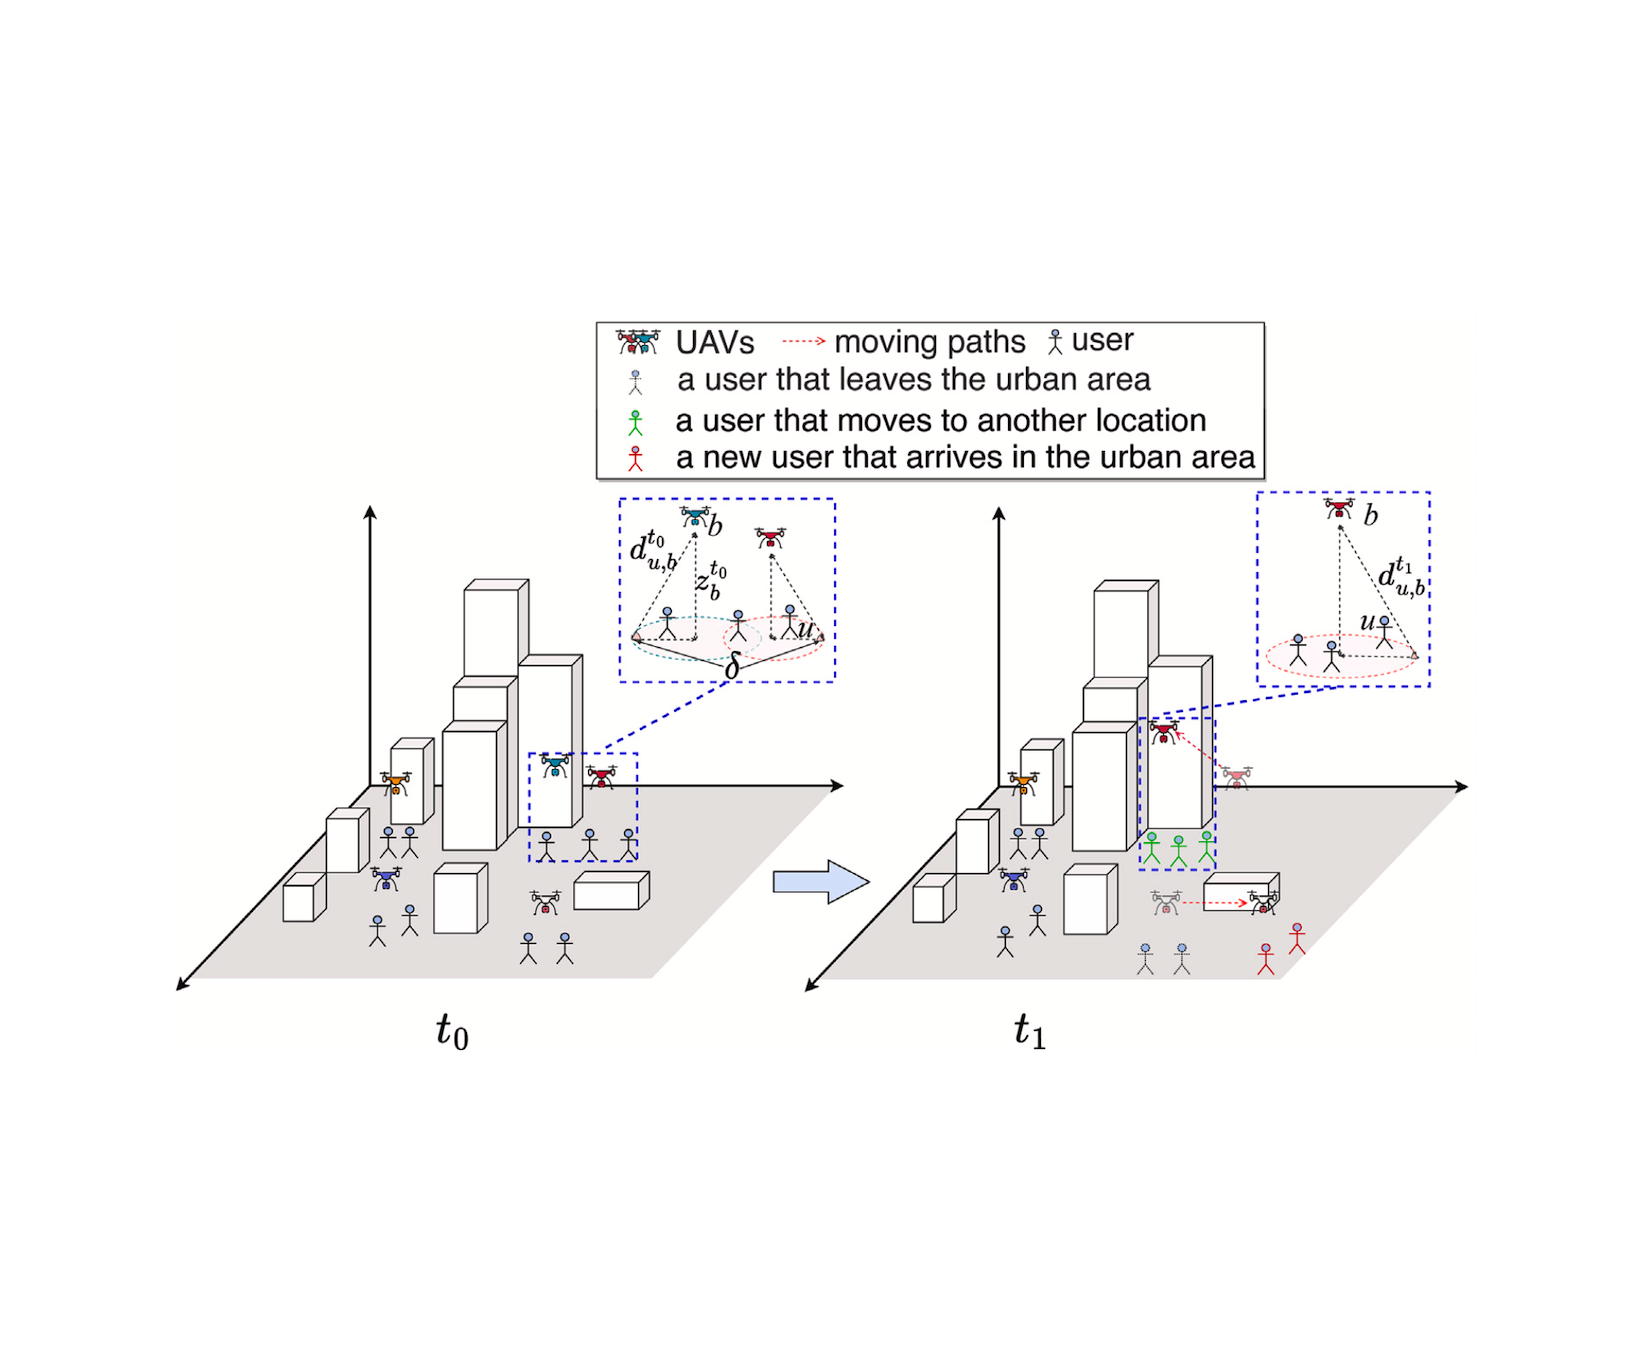 UAVs moving paths user
a user that leaves the urban area
a user that moves to another location
a new user that arrives in the urban area
b
d_{u,b}^{t_0}
z_b^{t_0}
u
δ
b
d_{u,b}^{t_1}
u
t_0
t_1